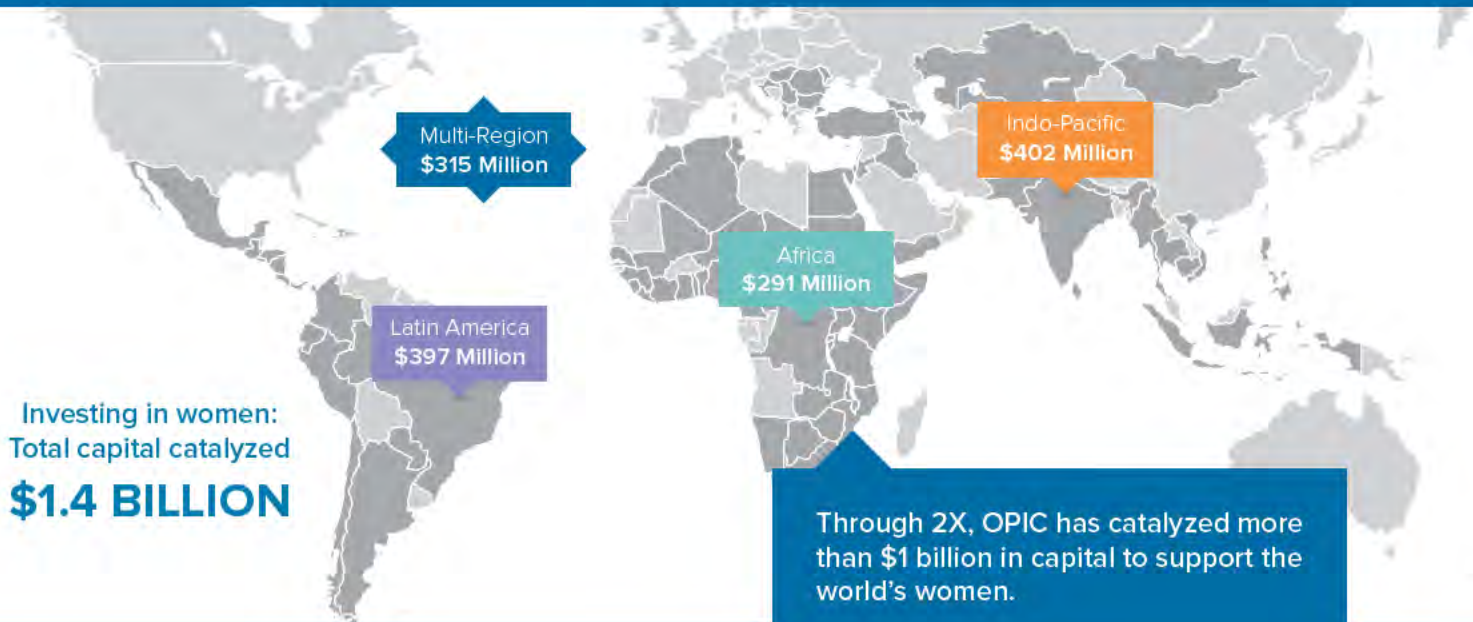 Multi-Region
$315 Million
Indo-Pacific
$402 Million
Africa
$291 Million
Latin America
$397 Million
Investing in women:
Total capital catalyzed
$1.4 BILLION
Through 2X, OPIC has catalyzed more
than $1 billion in capital to support the
world's women.